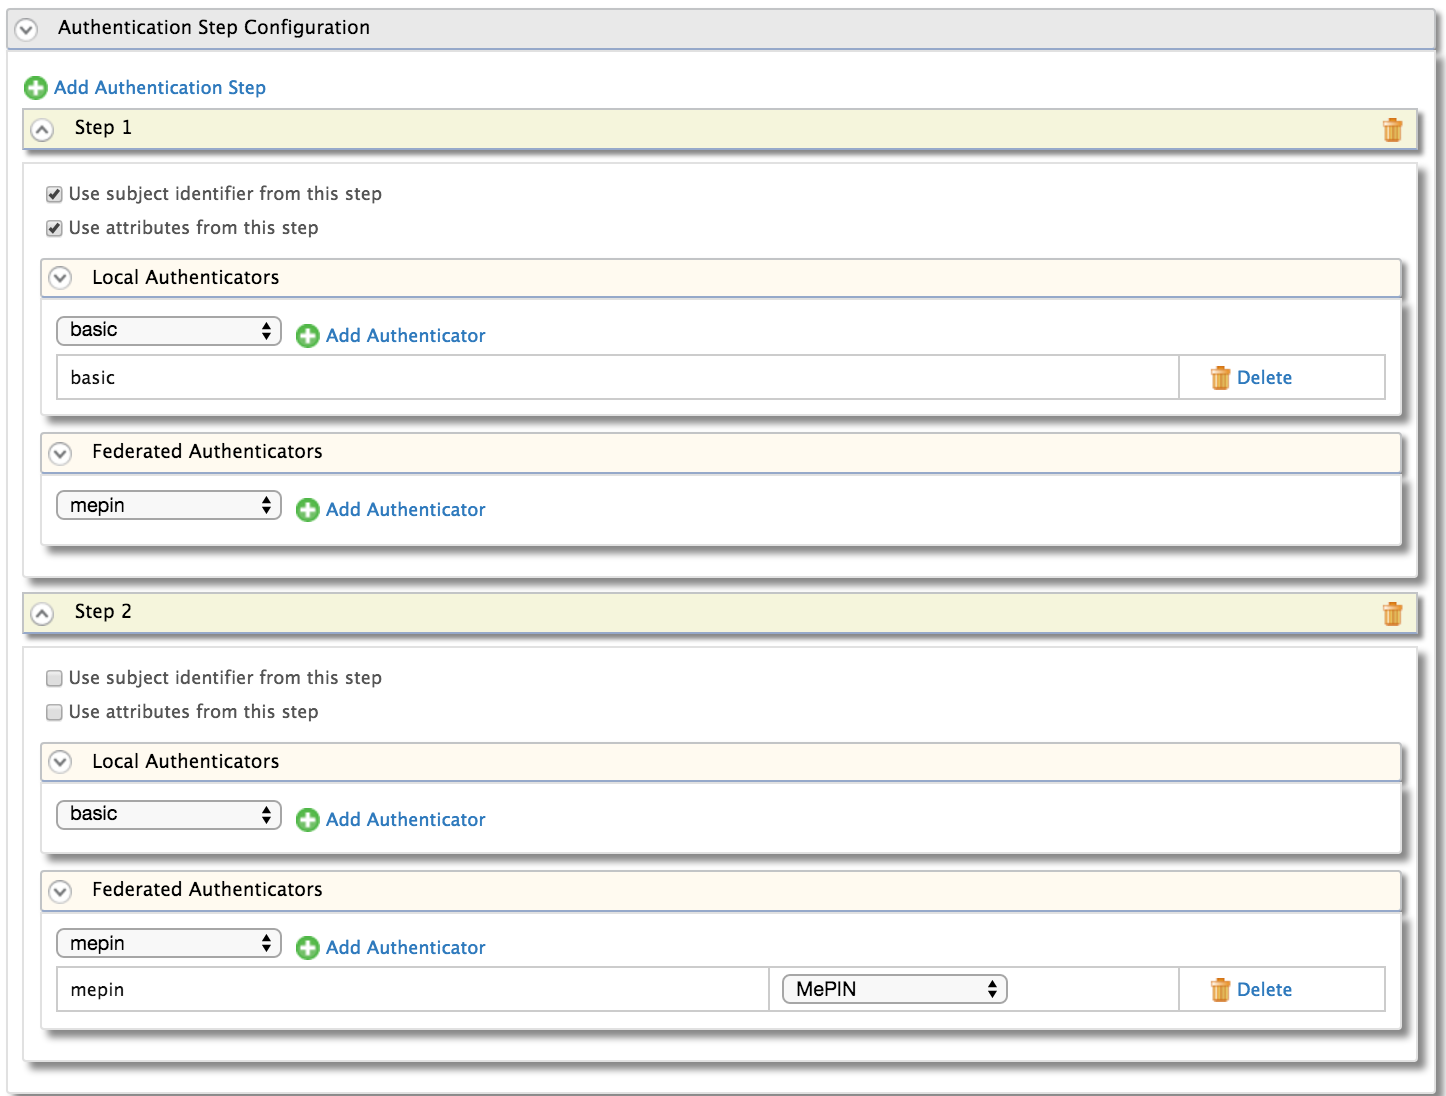 Authentication Step Configuration
Add Authentication Step
Step 1
Use subject identifier from this step
Use attributes from this step
Local Authenticators
basic Add Authenticator
basic Delete
Federated Authenticators
mepin Add Authenticator
Step 2
Use subject identifier from this step
Use attributes from this step
Local Authenticators
basic Add Authenticator
Federated Authenticators
mepin Add Authenticator
mepin MePIN Delete